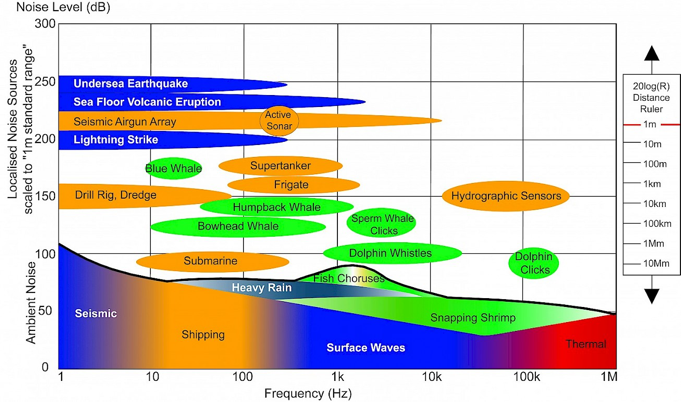 Noise Level (dB)
300
250
200
150
100
50
0
Localised Noise Sources
scaled to "1m standard range"
Ambient Noise
Undersea Earthquake
Sea Floor Volcanic Eruption
Seismic Airgun Array
Active
Sonar
Lightning Strike
Blue Whale
Supertanker
Frigate
Drill Rig, Dredge
Humpback Whale
Hydrographic Sensors
Bowhead Whale
Sperm Whale
Clicks
Submarine
Dolphin Whistles
Dolphin
Clicks
Fish Choruses
Heavy Rain
Seismic
Shipping
Snapping Shrimp
Surface Waves
Thermal
1
10
100
1k
10k
100k
1M
Frequency (Hz)
20log(R)
Distance
Ruler
1m
10m
100m
1km
10km
100km
1Mm
10Mm